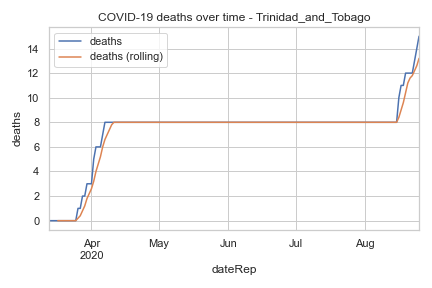 COVID-19 deaths over time - Trinidad_and_Tobago
deaths
deaths (rolling)
deaths
14
12
10
8
6
4
2
0
Apr May Jun Jul Aug
2020
dateRep